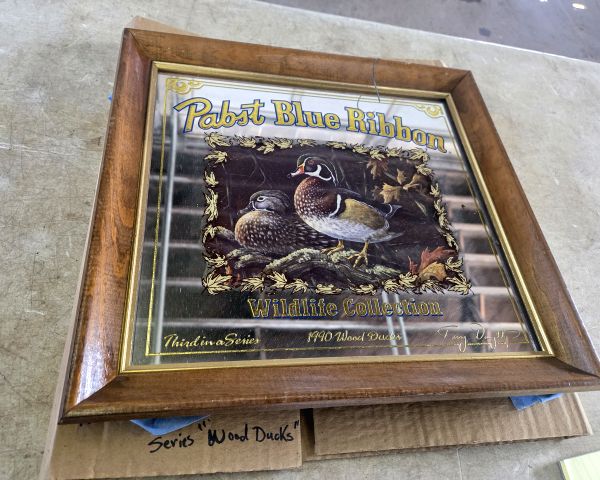 Pabst Blue Ribbon
Wildlife Collection
Third in a Series 1990 Wood Ducks
Series "Wood Ducks"